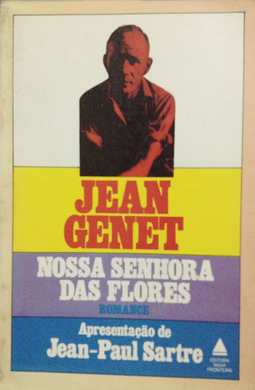 JEAN
GENET
NOSSA SENHORA
DAS FLORES
ROMANCE
Apresentação de
Jean-Paul Sartre
EDITORA
NOVA
FRONTEIRA